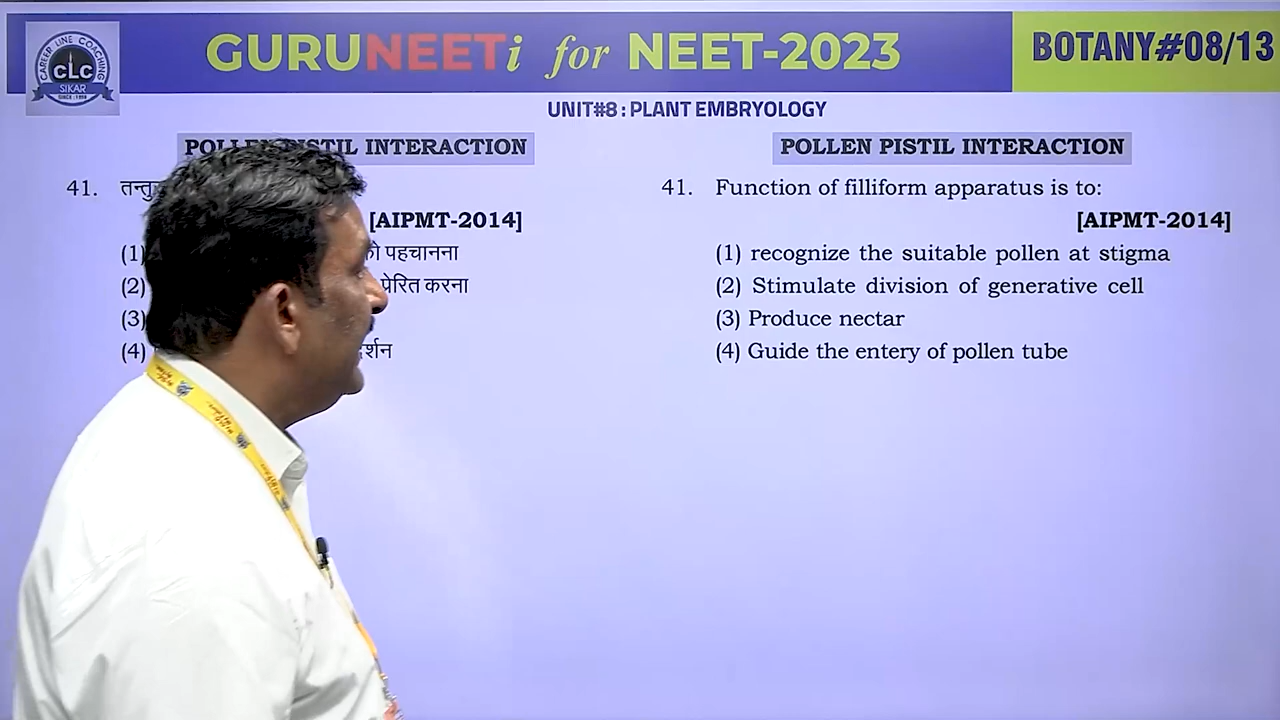 GURUNEETi for NEET-2023
BOTANY#08/13
CAREER LINE COACHING
CLC
SIKAR
SINCE : 1996
UNIT#8 : PLANT EMBRYOLOGY
PISTIL INTERACTION
41.
[AIPMT-2014]
(1) पहचानना
(2) प्रेरित करना
(3)
(4)
POLLEN PISTIL INTERACTION
41. Function of filliform apparatus is to:
[AIPMT-2014]
(1) recognize the suitable pollen at stigma
(2) Stimulate division of generative cell
(3) Produce nectar
(4) Guide the entery of pollen tube